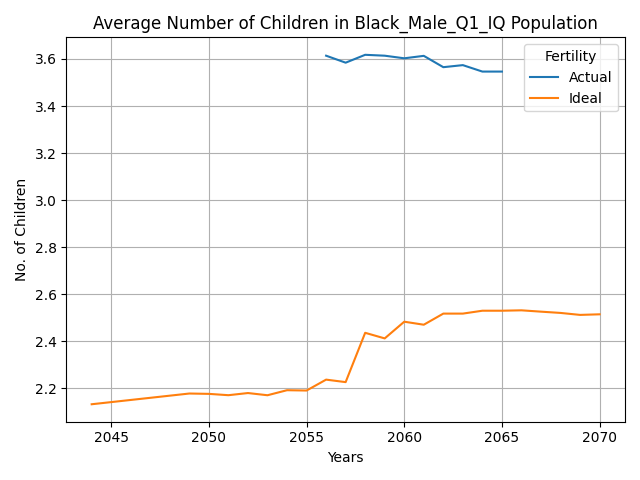 Average Number of Children in Black_Male_Q1_IQ Population
Fertility
Actual
Ideal
No. of Children
3.6
3.4
3.2
3.0
2.8
2.6
2.4
2.2
2045 2050 2055 2060 2065 2070
Years